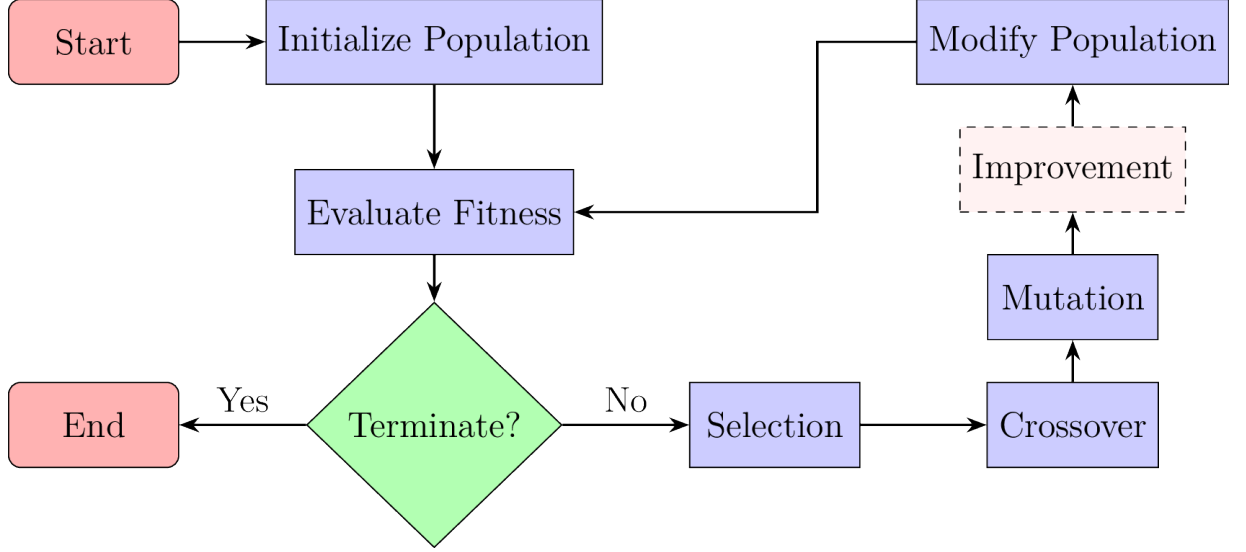 Start
Initialize Population
Modify Population
Improvement
Evaluate Fitness
Mutation
Yes
No
End
Terminate?
Selection
Crossover